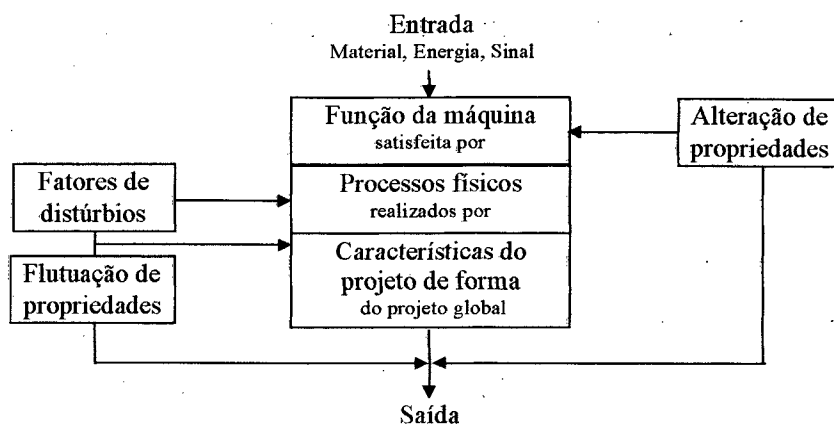 Entrada
Material, Energia, Sinal
Função da máquina
satisfeita por
Alteração de
propriedades
Fatores de
distúrbios
Processos físicos
realizados por
Características do
projeto de forma
do projeto global
Flutuação de
propriedades
Saída